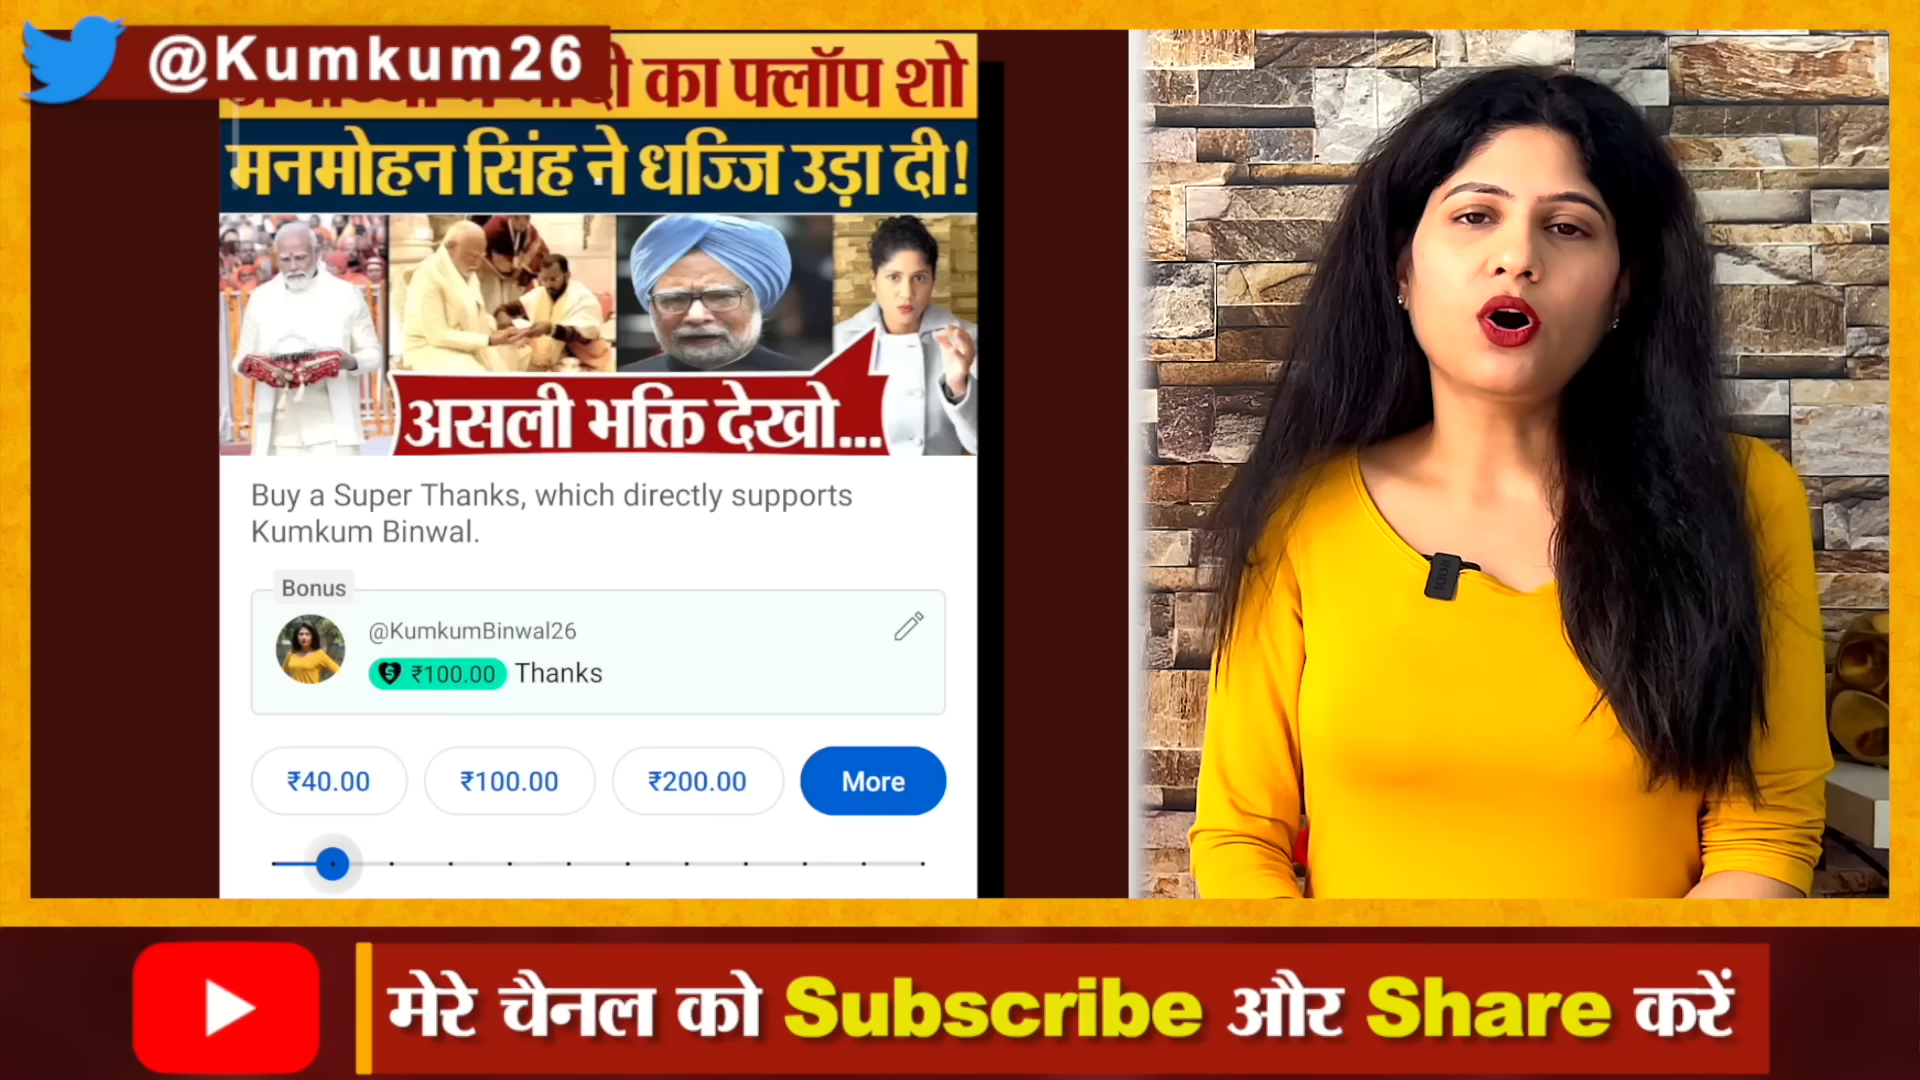 @Kumkum26
का फ्लॉप शो
मनमोहन सिंह ने धज्जि उड़ा दी!
असली भक्ति देखो...
Buy a Super Thanks, which directly supports
Kumkum Binwal.
Bonus
@KumkumBinwal26
₹100.00 Thanks
₹40.00 ₹100.00 ₹200.00 More
मेरे चैनल को Subscribe और Share करें